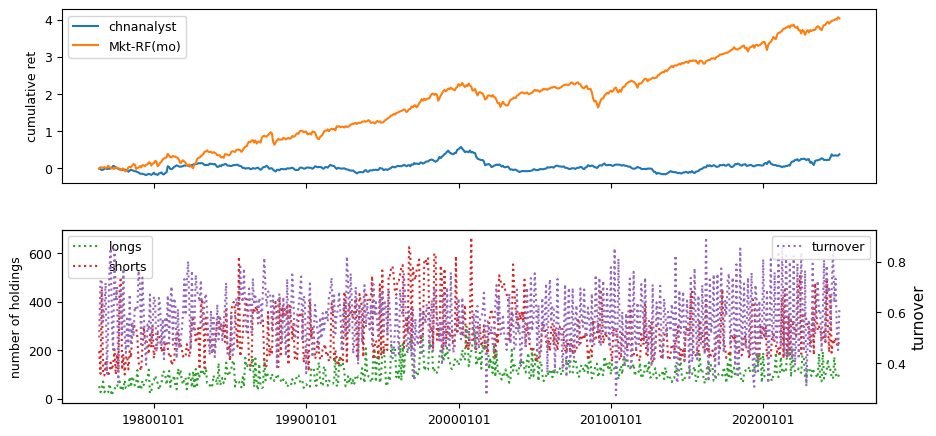 4
3
2
1
0
cumulative ret
chnanalyst
Mkt-RF(mo)
600
400
200
0
number of holdings
longs
shorts
turnover
0.8
0.6
0.4
turnover
19800101
19900101
20000101
20100101
20200101